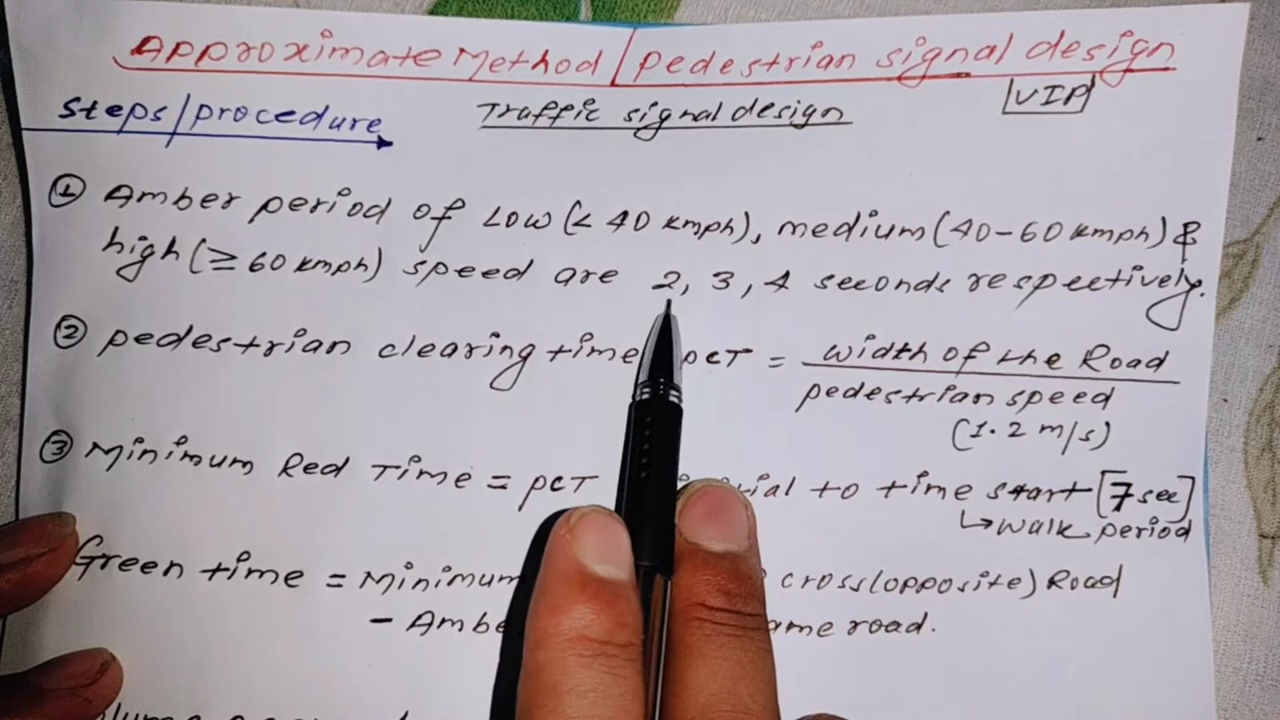 Approximate Method / pedestrian signal design
VIP
steps/procedure
Traffic signal design
① Amber period of Low (< 40 kmph), medium (40-60 kmph) &
high (≥ 60 kmph) speed are 2, 3, 4 seconds respectively.
② pedestrian clearing time PCT = width of the Road
pedestrian speed
(1.2 m/s)
③ Minimum Red Time = PCT to time start [7 sec]
↳ walk period
Green time = Minimum cross (opposite) Road
- road.